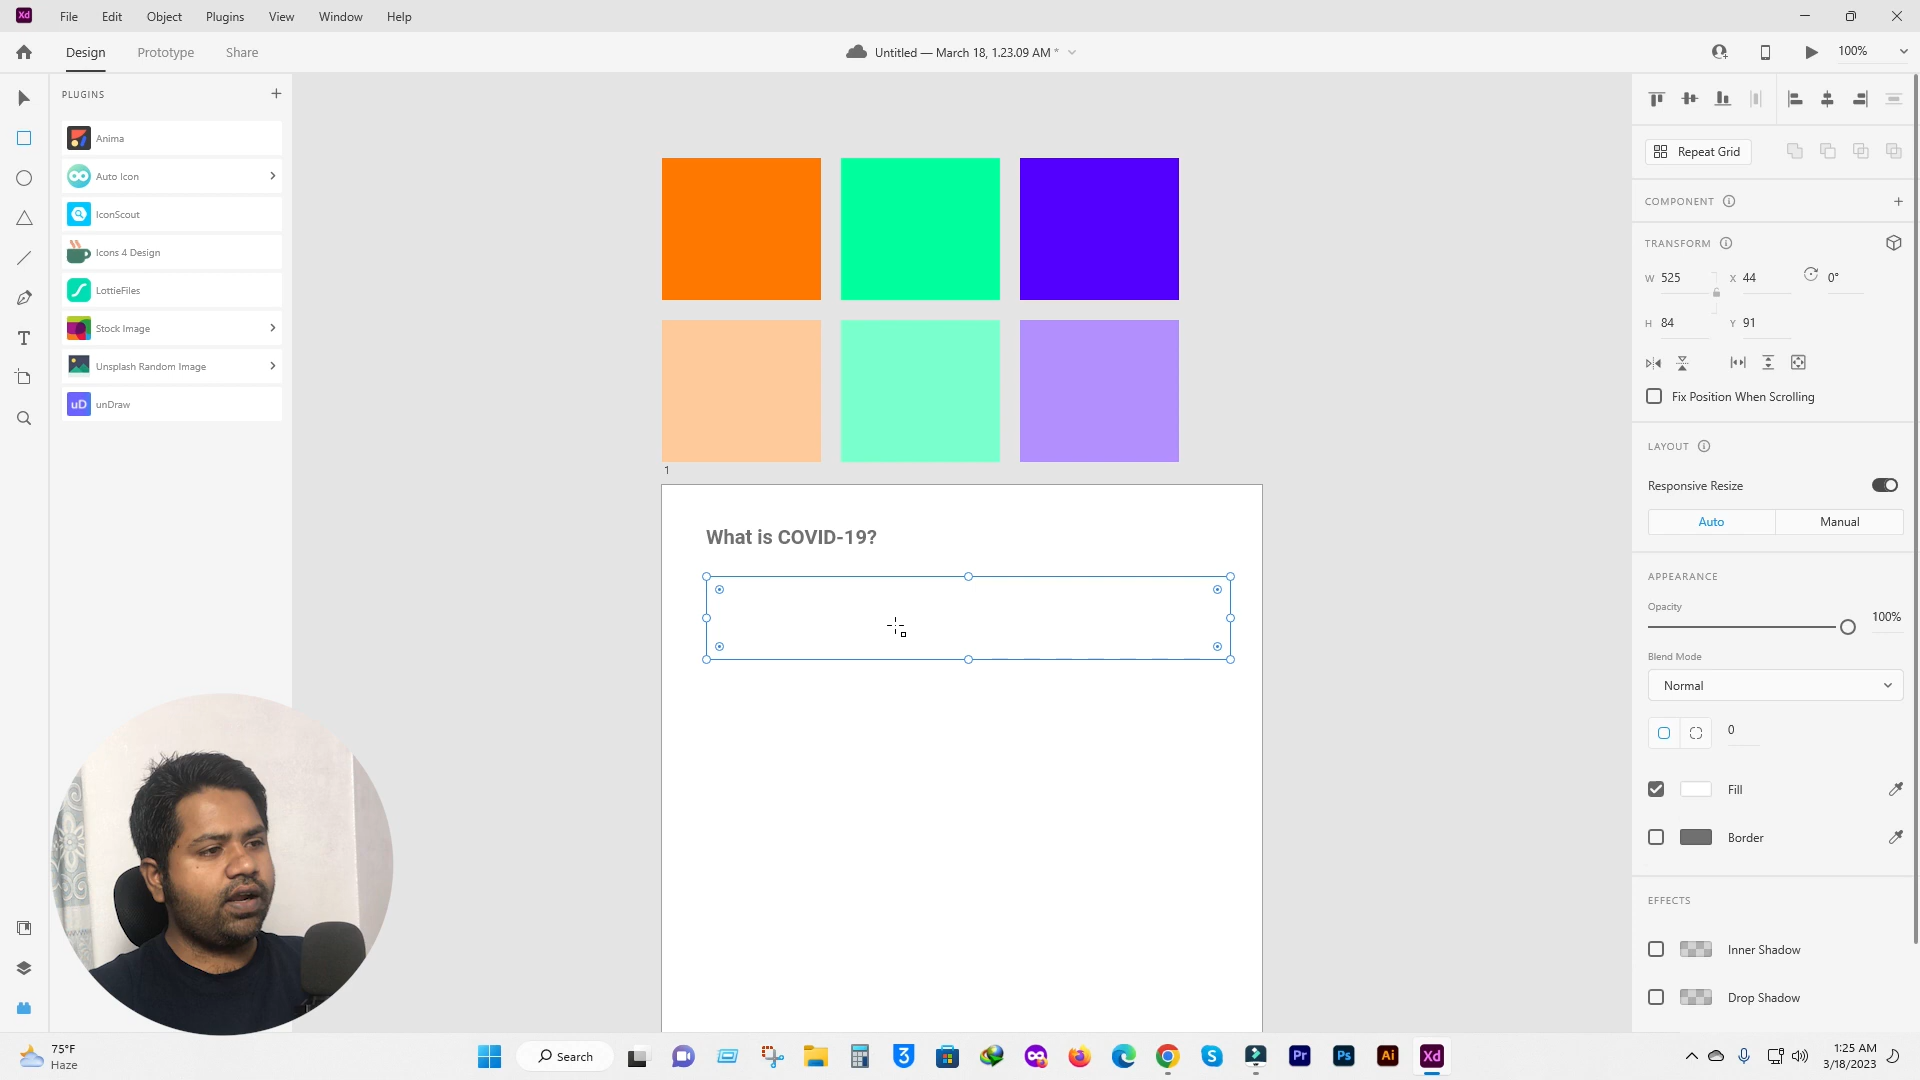 Xd File Edit Object Plugins View Window Help
Design Prototype Share Untitled — March 18, 1.23.09 AM * 100%
PLUGINS
Anima
Auto Icon
IconScout
Icons 4 Design
LottieFiles
Stock Image
Unsplash Random Image
uD unDraw
1
What is COVID-19?
Repeat Grid
COMPONENT
TRANSFORM
W 525 X 44 0°
H 84 Y 91
Fix Position When Scrolling
LAYOUT
Responsive Resize
Auto Manual
APPEARANCE
Opacity
100%
Blend Mode
Normal
0
Fill
Border
EFFECTS
Inner Shadow
Drop Shadow
75°F
Haze
Search
3
Pr Ps Ai Xd
1:25 AM
3/18/2023